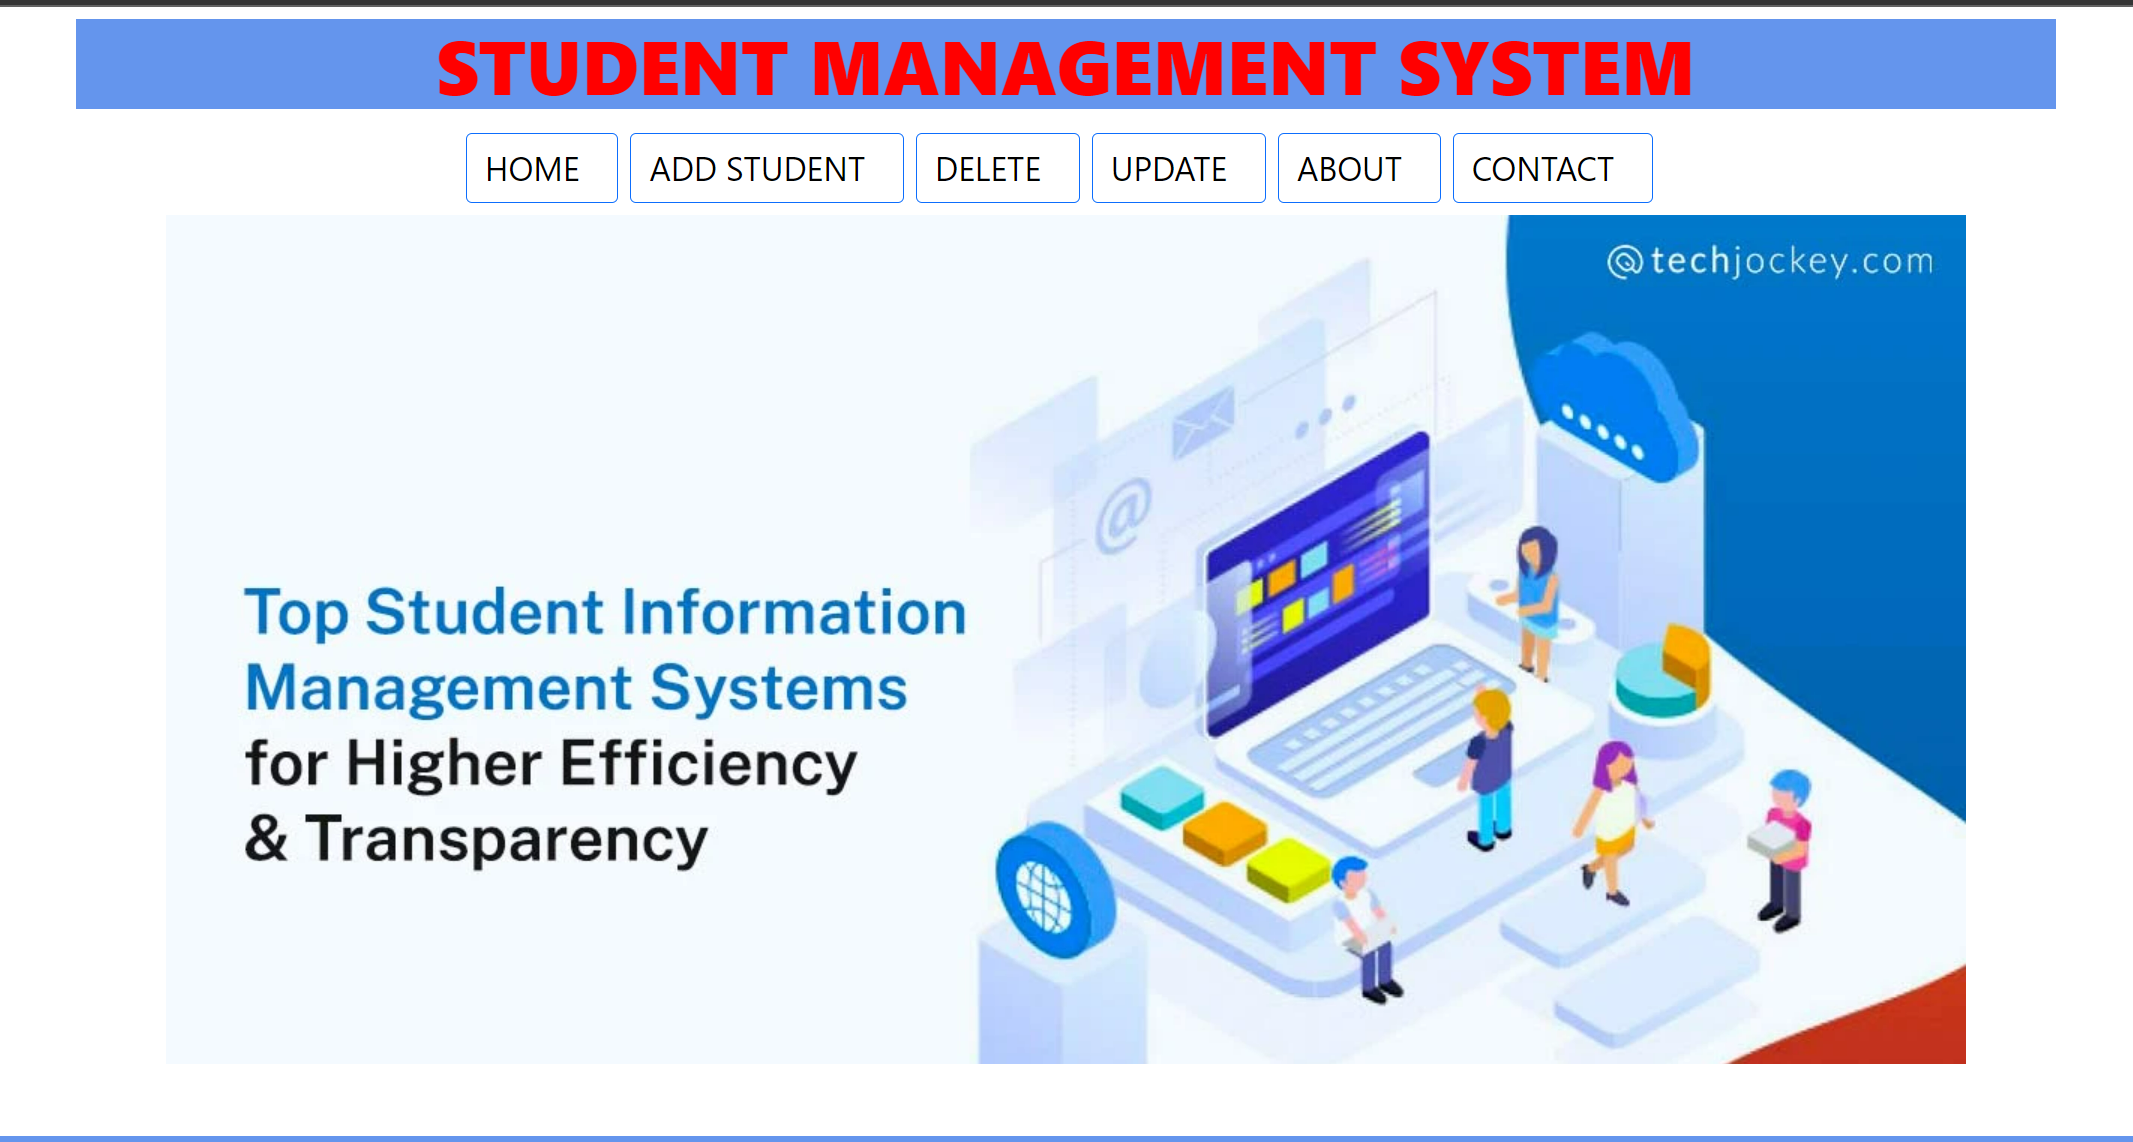 STUDENT MANAGEMENT SYSTEM
HOME ADD STUDENT DELETE UPDATE ABOUT CONTACT
@techjockey.com
@
Top Student Information
Management Systems
for Higher Efficiency
& Transparency